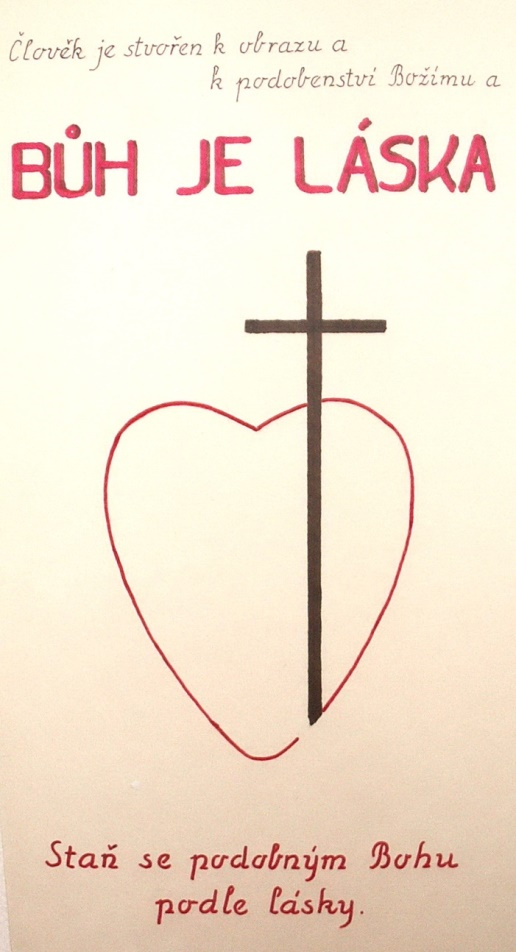 Člověk je stvořen k obrazu a
k podobenství Božímu a
BŮH JE LÁSKA
Staň se podobným Bohu
podle lásky.